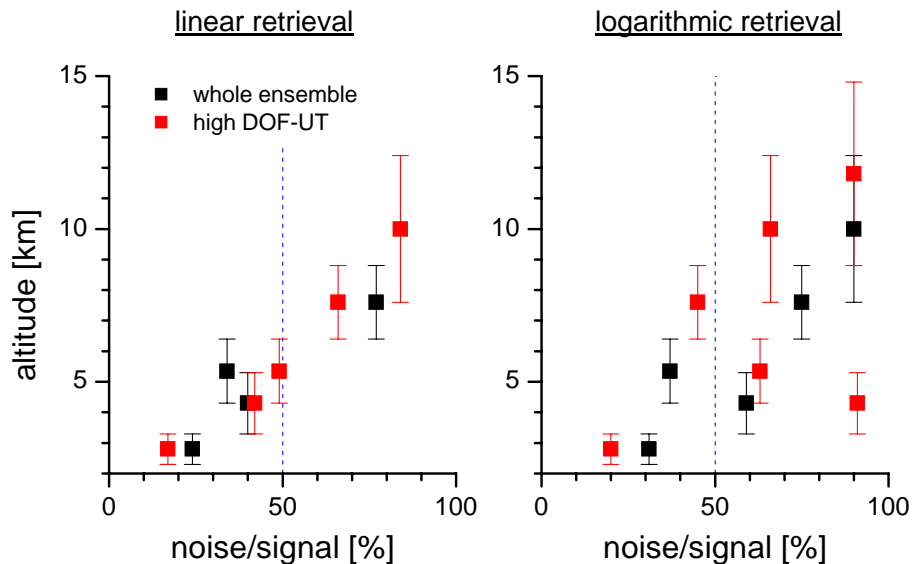 linear retrieval
logarithmic retrieval
whole ensemble
high DOF-UT
15
10
5
altitude [km]
0
50
100
noise/signal [%]
15
10
5
0
50
100
noise/signal [%]